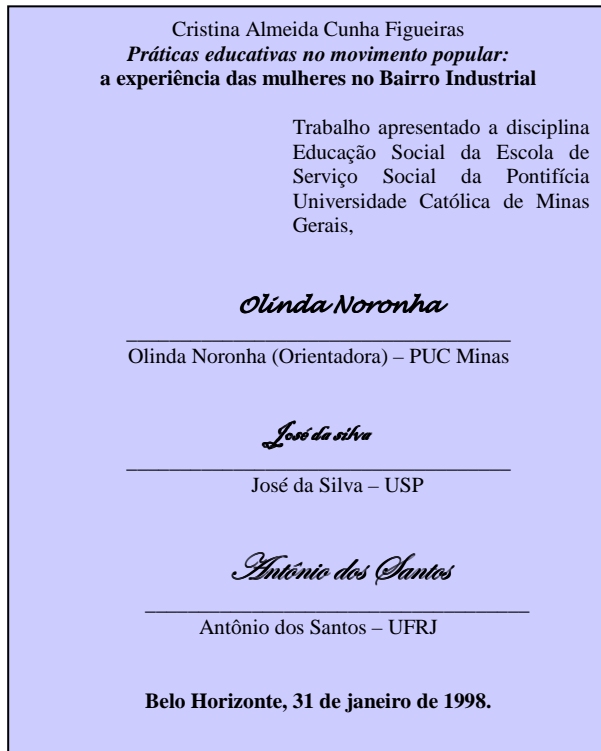 Cristina Almeida Cunha Figueiras
Práticas educativas no movimento popular:
a experiência das mulheres no Bairro Industrial
Trabalho apresentado a disciplina
Educação Social da Escola de
Serviço Social da Pontifícia
Universidade Católica de Minas
Gerais,
Olinda Noronha
Olinda Noronha (Orientadora) – PUC Minas
José da silva
José da Silva – USP
Antônio dos Santos
Antônio dos Santos – UFRJ
Belo Horizonte, 31 de janeiro de 1998.